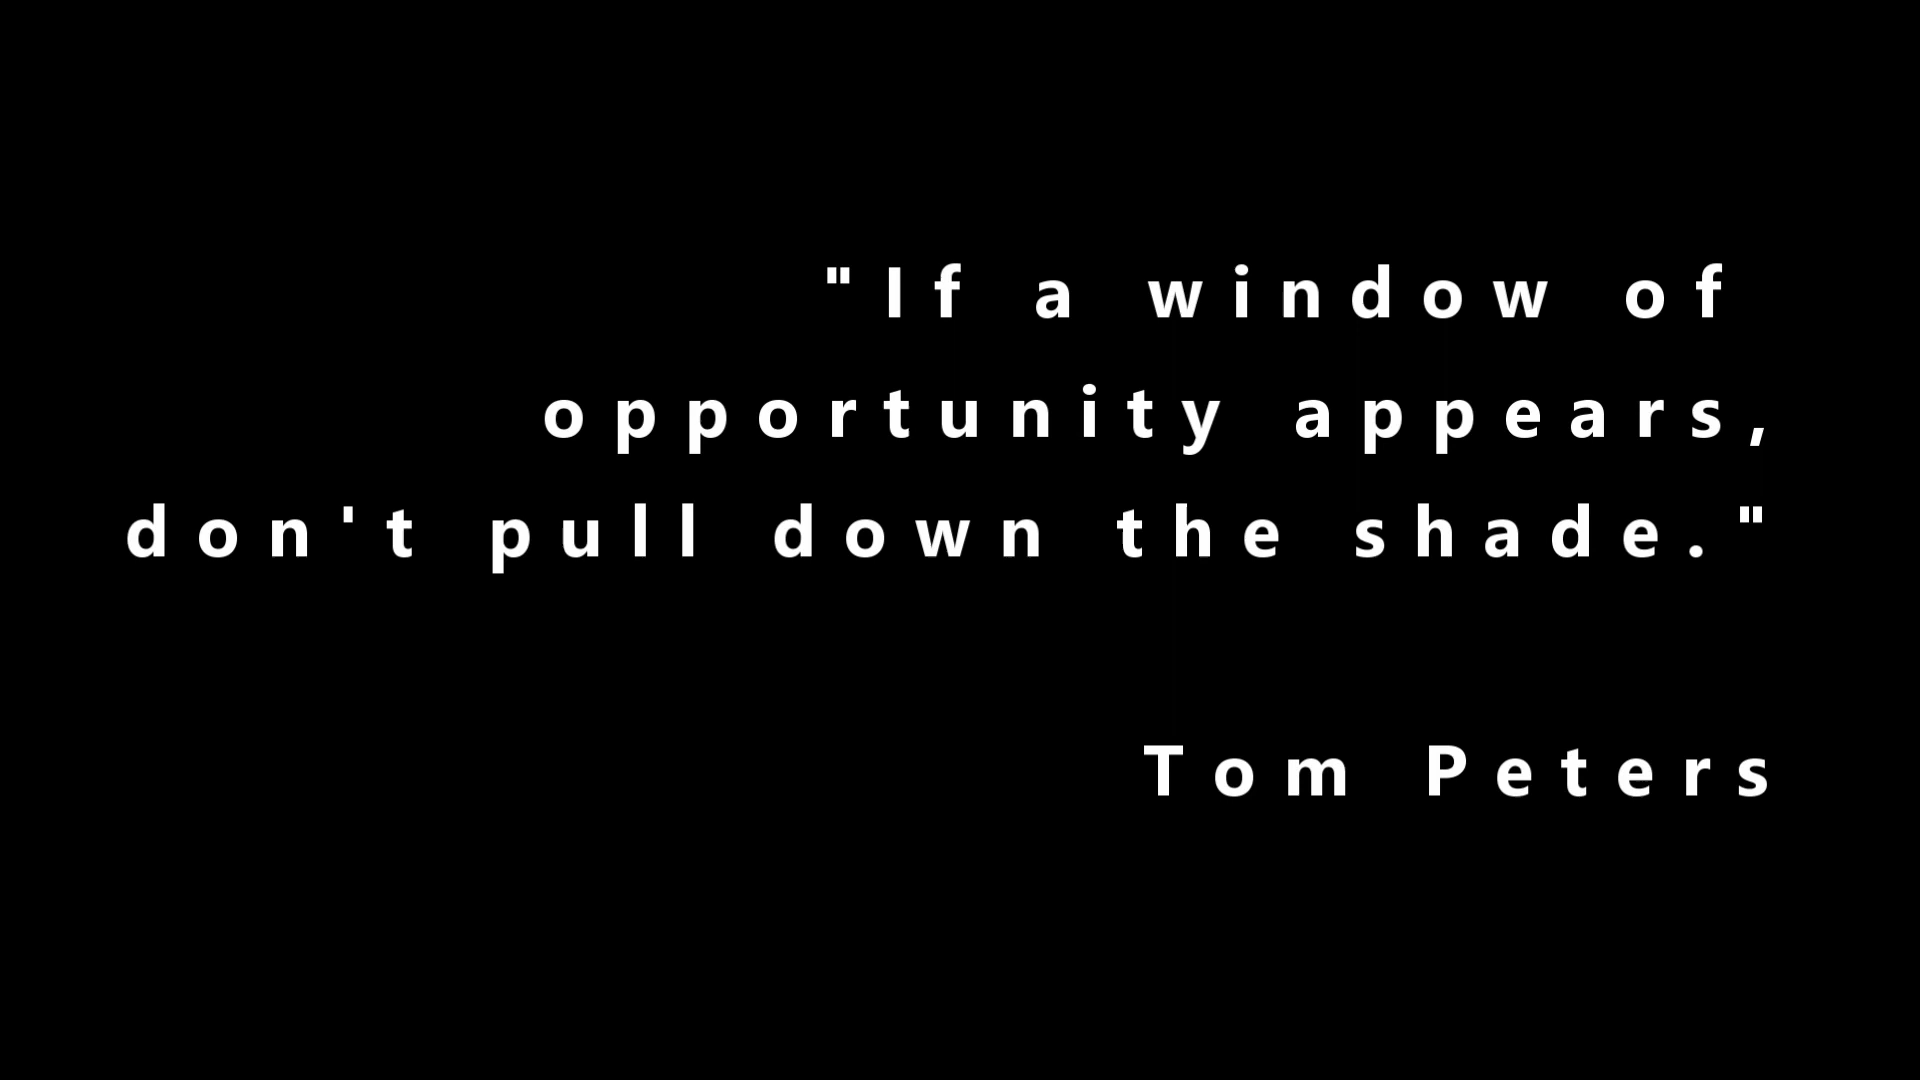 "If a window of
opportunity appears,
don't pull down the shade."
Tom Peters